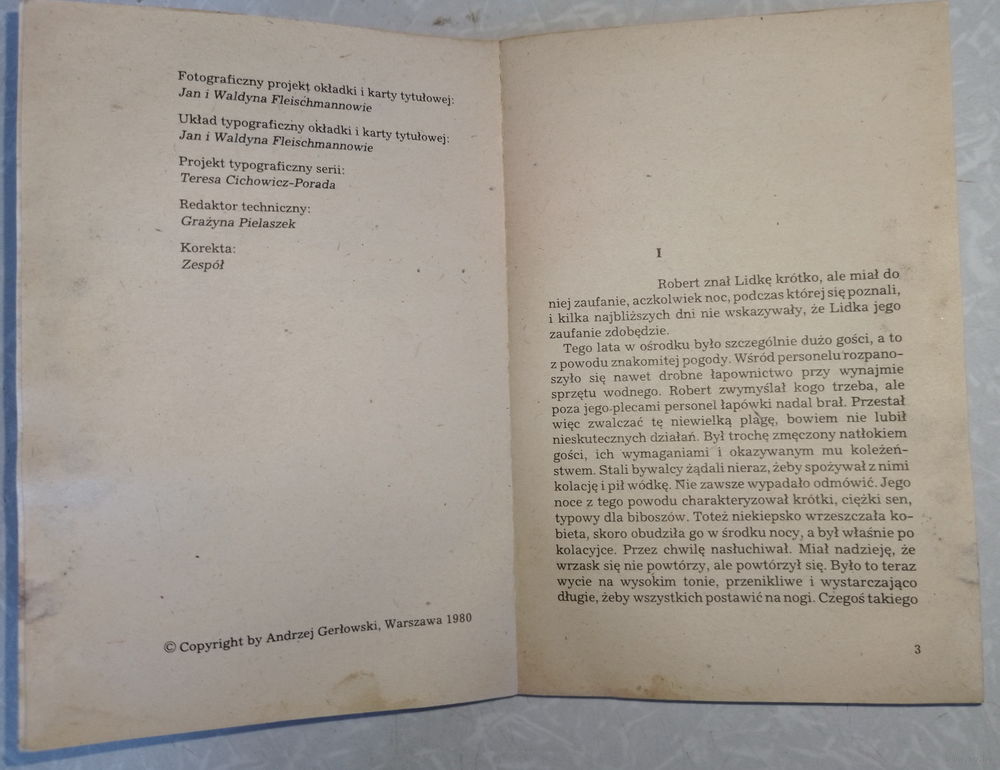 Fotograficzny projekt okładki i karty tytułowej:
Jan i Waldyna Fleischmannowie
Układ typograficzny okładki i karty tytułowej:
Jan i Waldyna Fleischmannowie
Projekt typograficzny serii:
Teresa Cichowicz-Porada
Redaktor techniczny:
Grażyna Pielaszek
Korekta:
Zespół
© Copyright by Andrzej Gerłowski, Warszawa 1980
I
Robert znał Lidkę krótko, ale miał do
niej zaufanie, aczkolwiek noc, podczas której się poznali,
i kilka najbliższych dni nie wskazywały, że Lidka jego
zaufanie zdobędzie.
Tego lata w ośrodku było szczególnie dużo gości, a to
z powodu znakomitej pogody. Wśród personelu rozpano-
szyło się nawet drobne łapownictwo przy wynajmie
sprzętu wodnego. Robert zwymyślał kogo trzeba, ale
poza jego plecami personel łapówki nadal brał. Przestał
więc zwalczać tę niewielką plagę, bowiem nie lubił
nieskutecznych działań. Był trochę zmęczony natłokiem
gości, ich wymaganiami i okazywanym mu koleżeń-
stwem. Stali bywalcy żądali nieraz, żeby spożywał z nimi
kolację i pił wódkę. Nie zawsze wypadało odmówić. Jego
noce z tego powodu charakteryzował krótki, ciężki sen,
typowy dla biboszów. Toteż niekiepsko wrzeszczała ko-
bieta, skoro obudziła go w środku nocy, a był właśnie po
kolacyjce. Przez chwilę nasłuchiwał. Miał nadzieję, że
wrzask się nie powtórzy, ale powtórzył się. Było to teraz
wycie na wysokim tonie, przenikliwe i wystarczająco
długie, żeby wszystkich postawić na nogi. Czegoś takiego
3